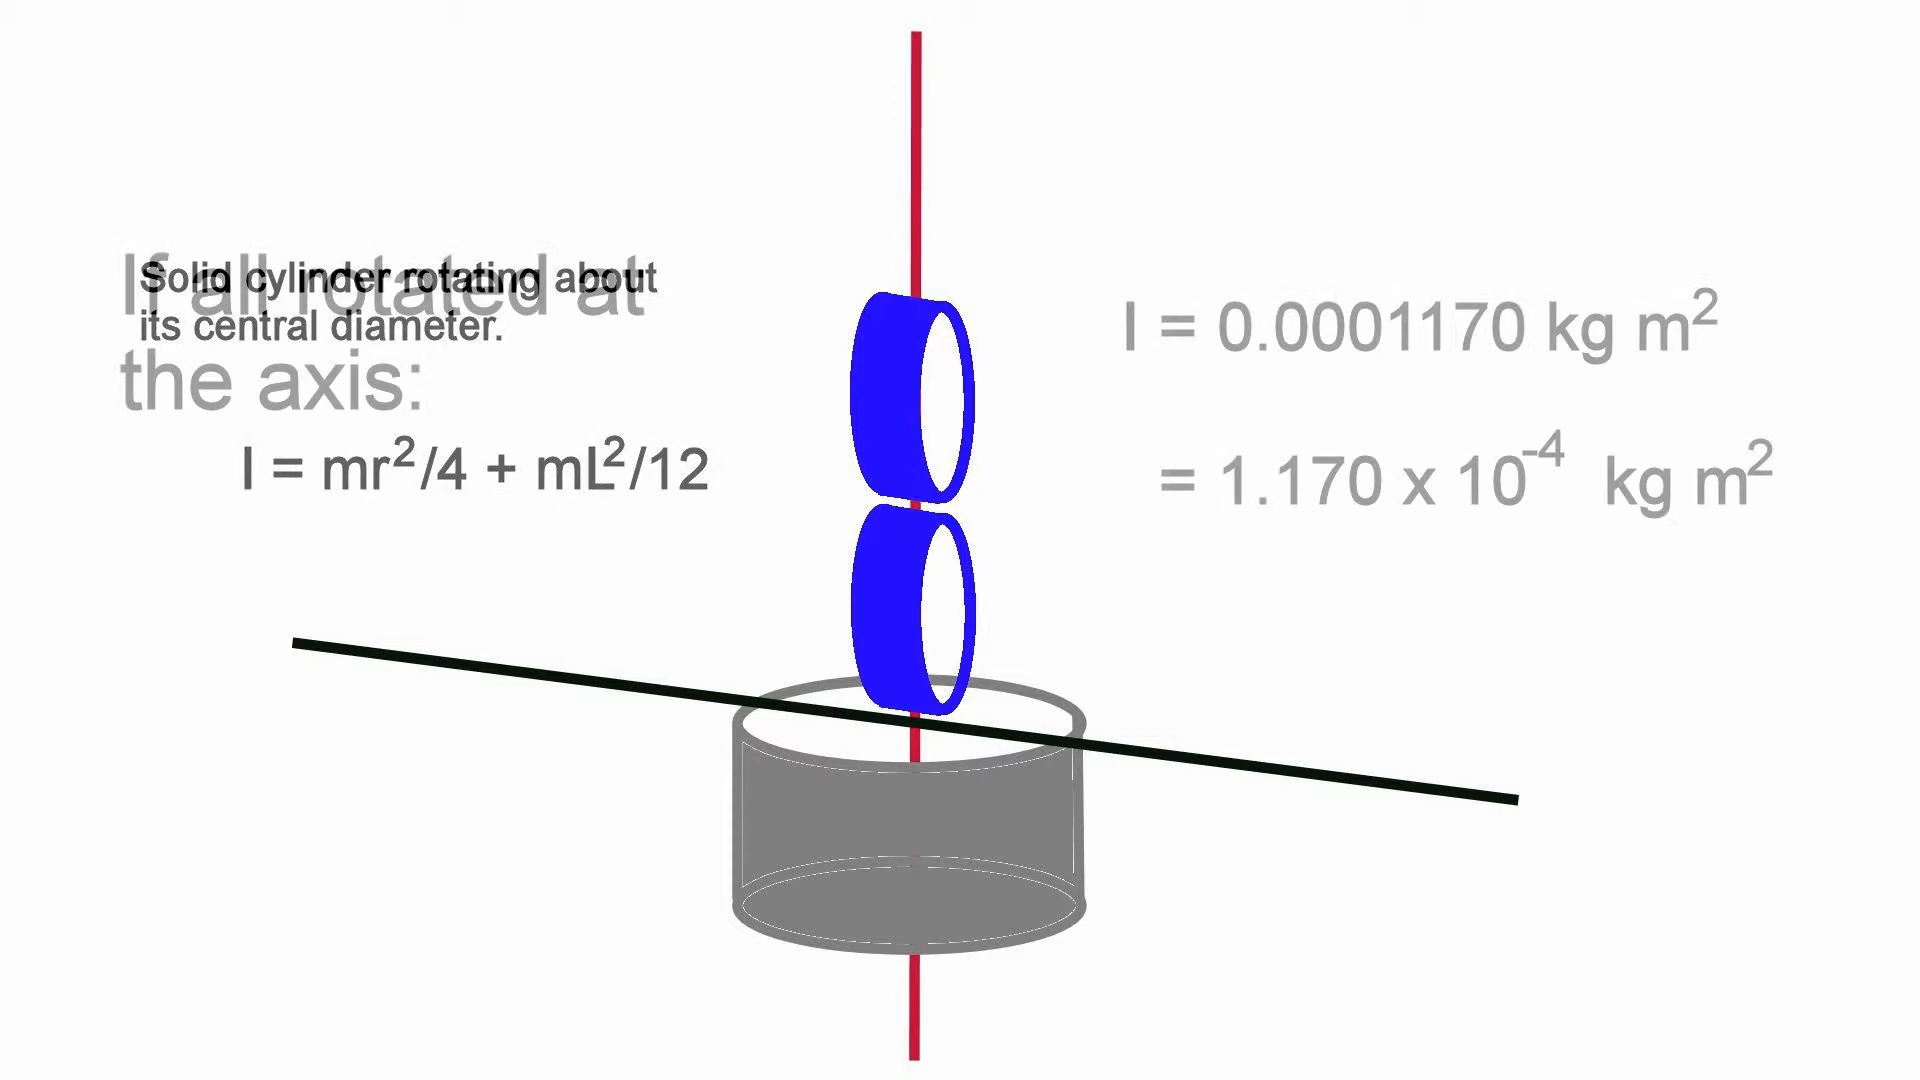 If all rotated at
the axis:
Solid cylinder rotating about
its central diameter.
I = mr²/4 + mL²/12
I = 0.0001170 kg m²
= 1.170 x 10⁻⁴ kg m²